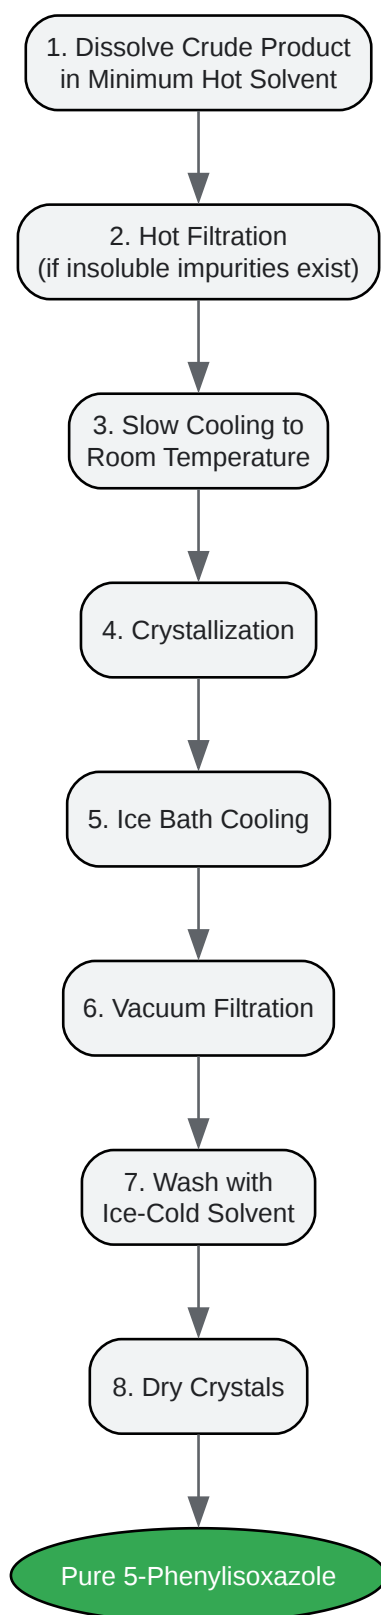 1. Dissolve Crude Product
in Minimum Hot Solvent
2. Hot Filtration
(if insoluble impurities exist)
3. Slow Cooling to
Room Temperature
4. Crystallization
5. Ice Bath Cooling
6. Vacuum Filtration
7. Wash with
Ice-Cold Solvent
8. Dry Crystals
Pure 5-Phenylisoxazole